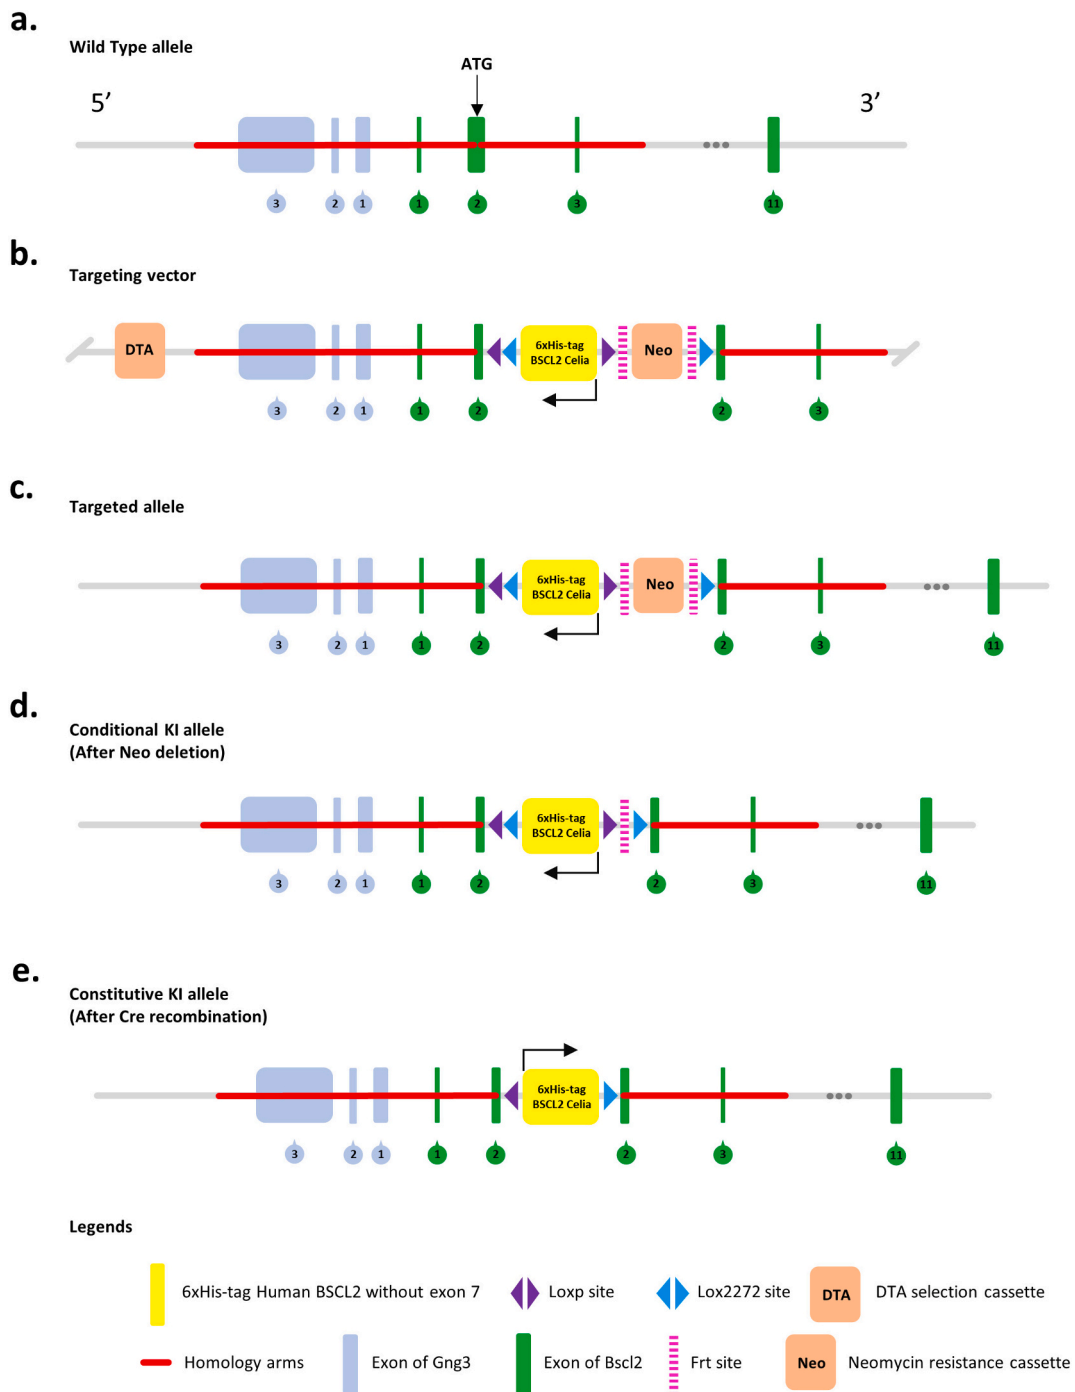 a.
Wild Type allele
ATG
5’ 3’
3 2 1 1 2 3 11
b.
Targeting vector
DTA
6xHis-tag
BSCL2 Celia
Neo
3 2 1 1 2 2 3
c.
Targeted allele
6xHis-tag
BSCL2 Celia
Neo
3 2 1 1 2 2 3 11
d.
Conditional KI allele
(After Neo deletion)
6xHis-tag
BSCL2 Celia
3 2 1 1 2 2 3 11
e.
Constitutive KI allele
(After Cre recombination)
6xHis-tag
BSCL2 Celia
3 2 1 1 2 2 3 11
Legends
6xHis-tag Human BSCL2 without exon 7
Loxp site
Lox2272 site
DTA
DTA selection cassette
Homology arms
Exon of Gng3
Exon of Bscl2
Frt site
Neo
Neomycin resistance cassette